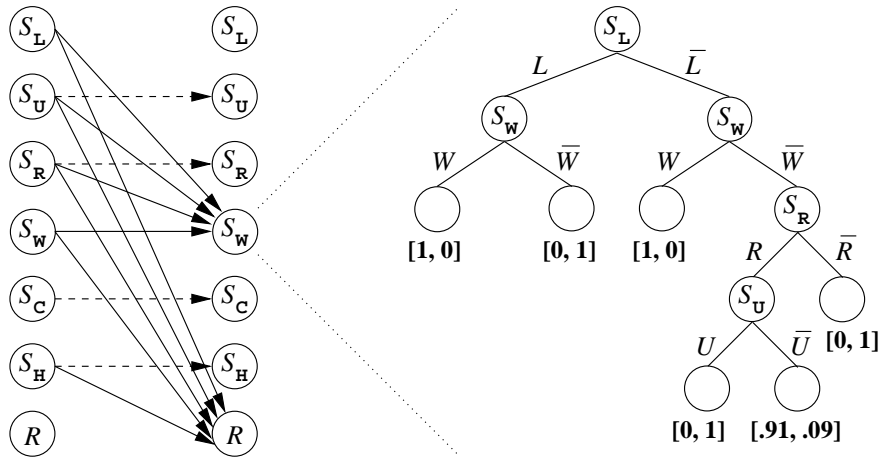 S_L S_L S_L
L L̅
S_U S_U S_W S_W
W W̅ W W̅
S_R S_R S_R
S_W S_W [1, 0] [0, 1] [1, 0]
R R̅
S_C S_C S_U
U U̅ [0, 1]
S_H S_H
R R [0, 1] [.91, .09]